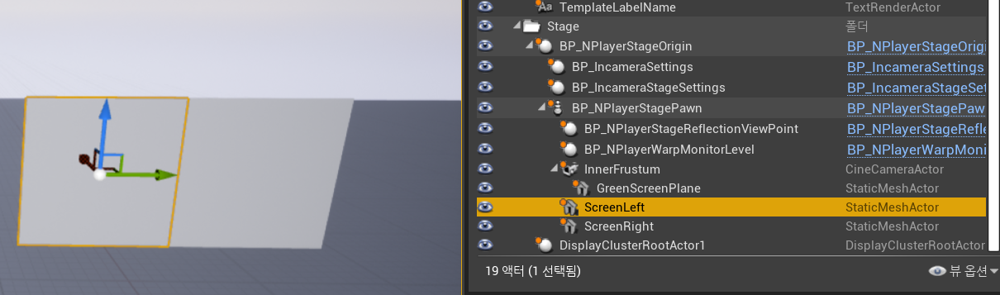 TemplateLabelName TextRenderActor
Stage 폴더
BP_NPlayerStageOrigin BP_NPlayerStageOrigi
BP_IncameraSettings BP_IncameraSettings
BP_IncameraStageSettings BP_IncameraStageSet
BP_NPlayerStagePawn BP_NPlayerStagePaw
BP_NPlayerStageReflectionViewPoint BP_NPlayerStageRefle
BP_NPlayerWarpMonitorLevel BP_NPlayerWarpMoni
InnerFrustum CineCameraActor
GreenScreenPlane StaticMeshActor
ScreenLeft StaticMeshActor
ScreenRight StaticMeshActor
DisplayClusterRootActor1 DisplayClusterRootActor
19 액터 (1 선택됨) 뷰 옵션